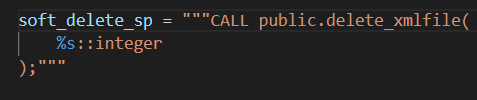 soft_delete_sp = """CALL public.delete_xmlfile(
    %s::integer
);"""